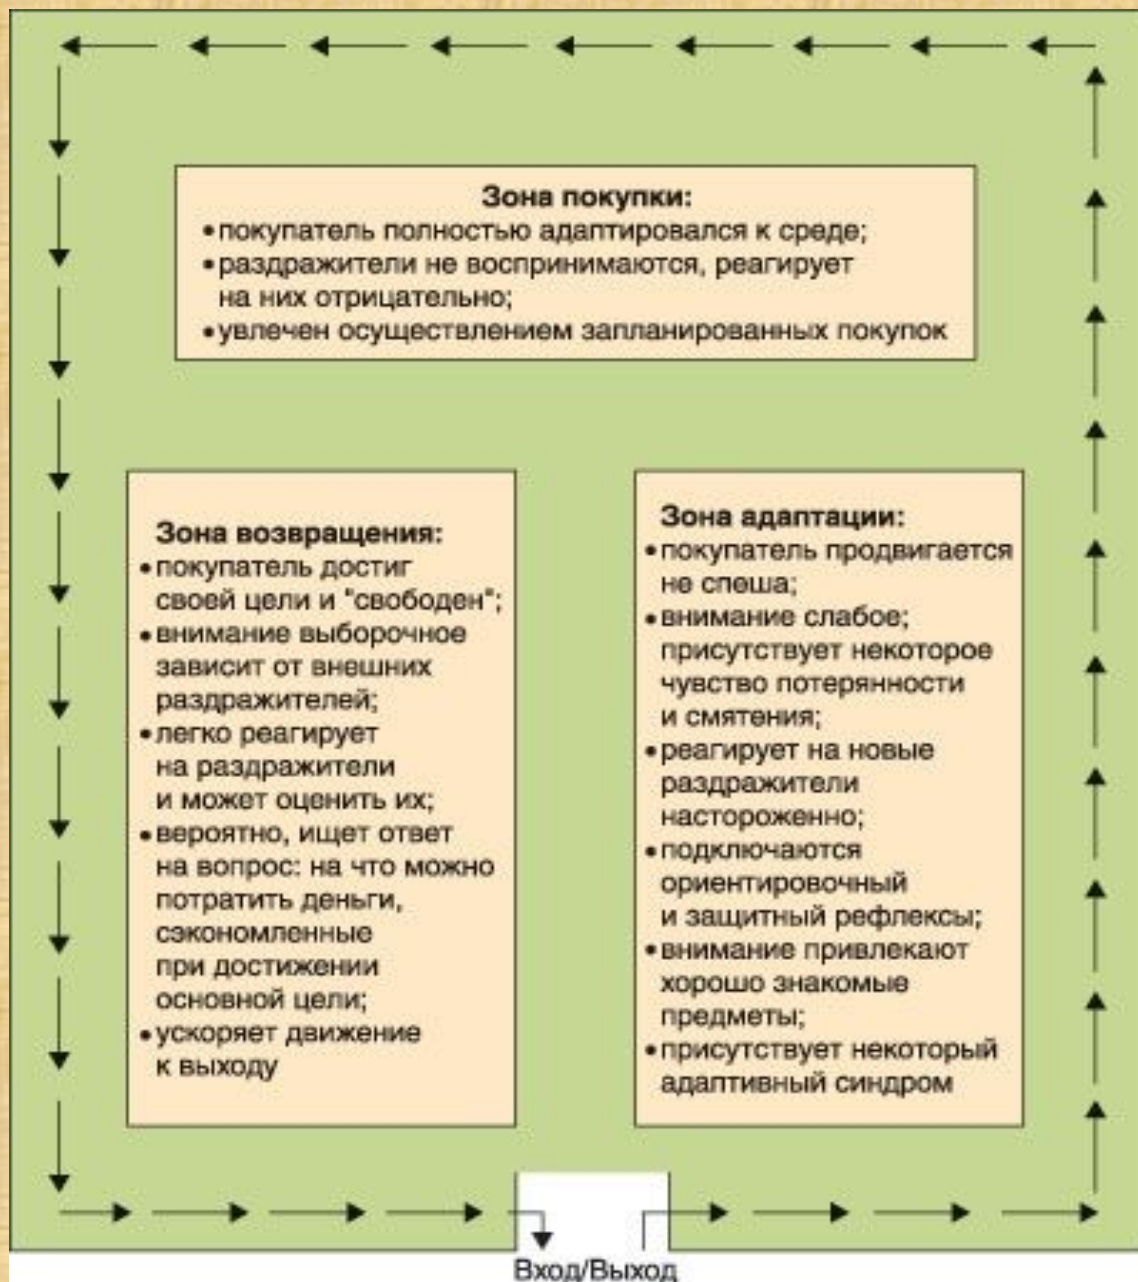 Зона покупки:
•покупатель полностью адаптировался к среде;
•раздражители не воспринимаются, реагирует
на них отрицательно;
•увлечен осуществлением запланированных покупок
Зона возвращения:
•покупатель достиг
своей цели и "свободен";
•внимание выборочное
зависит от внешних
раздражителей;
•легко реагирует
на раздражители
и может оценить их;
•вероятно, ищет ответ
на вопрос: на что можно
потратить деньги,
сэкономленные
при достижении
основной цели;
•ускоряет движение
к выходу
Зона адаптации:
•покупатель продвигается
не спеша;
•внимание слабое;
присутствует некоторое
чувство потерянности
и смятения;
•реагирует на новые
раздражители
настороженно;
•подключаются
ориентировочный
и защитный рефлексы;
•внимание привлекают
хорошо знакомые
предметы;
•присутствует некоторый
адаптивный синдром
Вход/Выход